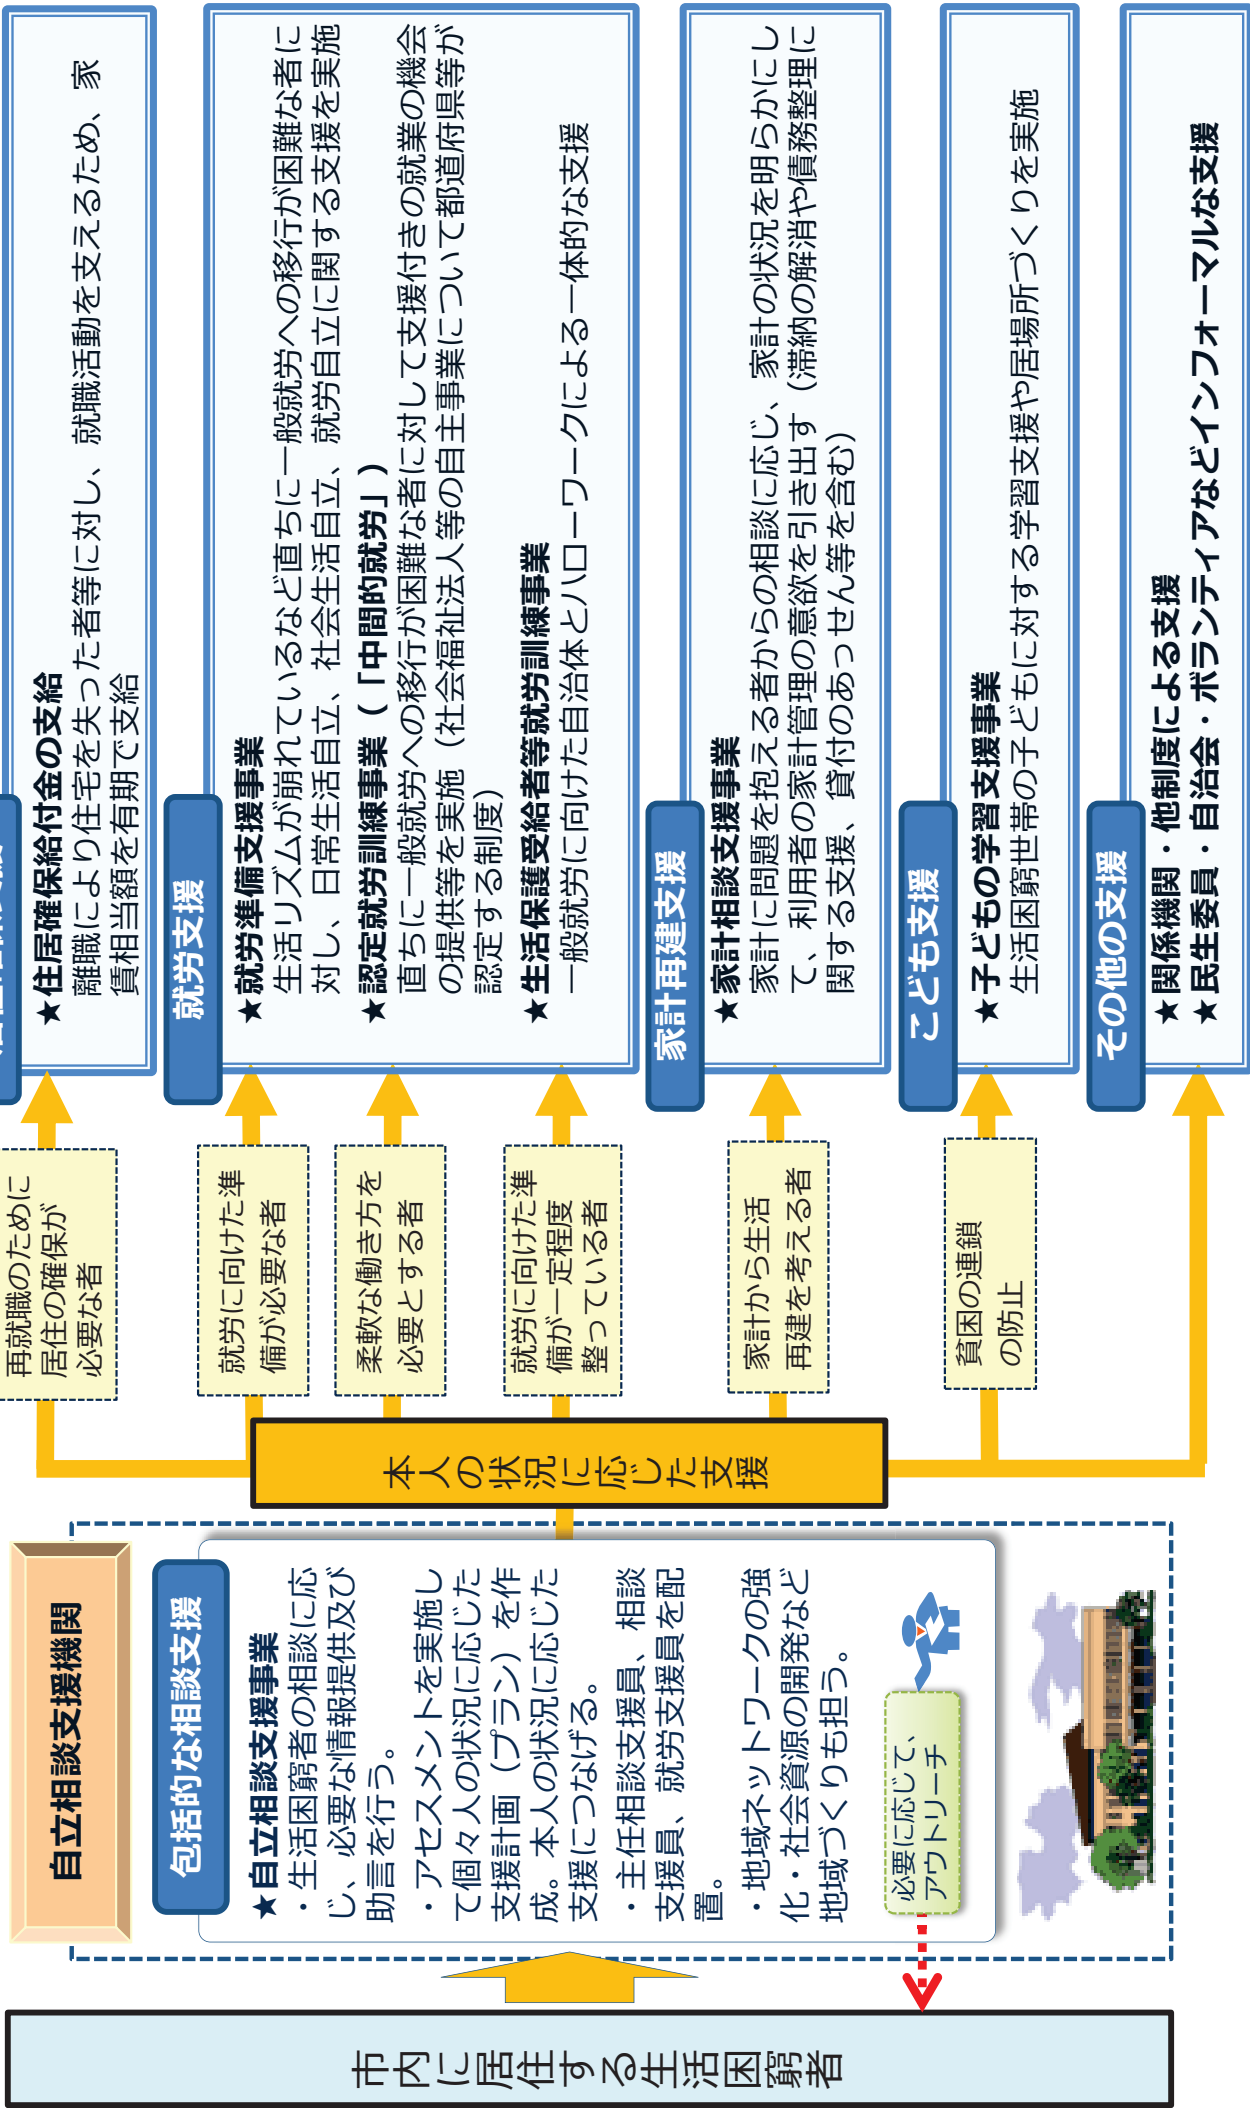 市内に居住する生活困窮者
自立相談支援機関
包括的な相談支援
★自立相談支援事業
・生活困窮者の相談に応
じ、必要な情報提供及び
助言を行う。
・アセスメントを実施し
て個々人の状況に応じた
支援計画（プラン）を作
成。本人の状況に応じた
支援につなげる。
・主任相談支援員、相談
支援員、就労支援員を配
置。
・地域ネットワークの強
化・社会資源の開発など
地域づくりも担う。
必要に応じて、
アウトリーチ
本人の状況に応じた支援
再就職のために
居住の確保が
必要な者
★住居確保給付金の支給
離職により住宅を失った者等に対し、就職活動を支えるため、家
賃相当額を有期で支給
就労に向けた準
備が必要な者
柔軟な働き方を
必要とする者
就労に向けた準
備が一定程度
整っている者
就労支援
★就労準備支援事業
生活リズムが崩れているなど直ちに一般就労への移行が困難な者に
対し、日常生活自立、社会生活自立、就労自立に関する支援を実施
★認定就労訓練事業（「中間的就労」）
直ちに一般就労への移行が困難な者に対して支援付きの就業の機会
の提供等を実施（社会福祉法人等の自主事業について都道府県等が
認定する制度）
★生活保護受給者等就労訓練事業
一般就労に向けた自治体とハローワークによる一体的な支援
家計から生活
再建を考える者
家計再建支援
★家計相談支援事業
家計に問題を抱える者からの相談に応じ、家計の状況を明らかにし
て、利用者の家計管理の意欲を引き出す（滞納の解消や債務整理に
関する支援、貸付のあっせん等を含む）
貧困の連鎖
の防止
こども支援
★子どもの学習支援事業
生活困窮世帯の子どもに対する学習支援や居場所づくりを実施
その他の支援
★関係機関・他制度による支援
★民生委員・自治会・ボランティアなどインフォーマルな支援